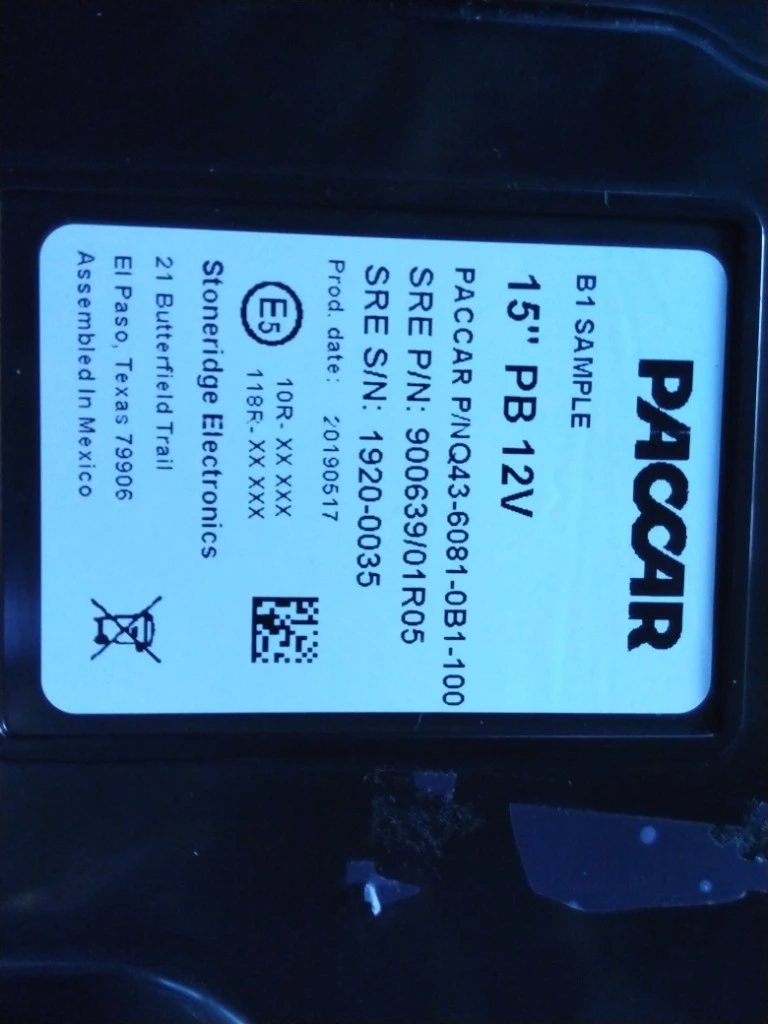 PACCAR
B1 SAMPLE
15" PB 12V
PACCAR P/NQ43-6081-0B1-100
SRE P/N: 900639/01R05
SRE S/N: 1920-0035
Prod. date: 20190517
E5
10R- XX XXX
118R- XX XXX
Stoneridge Electronics
21 Butterfield Trail
El Paso, Texas 79906
Assembled In Mexico